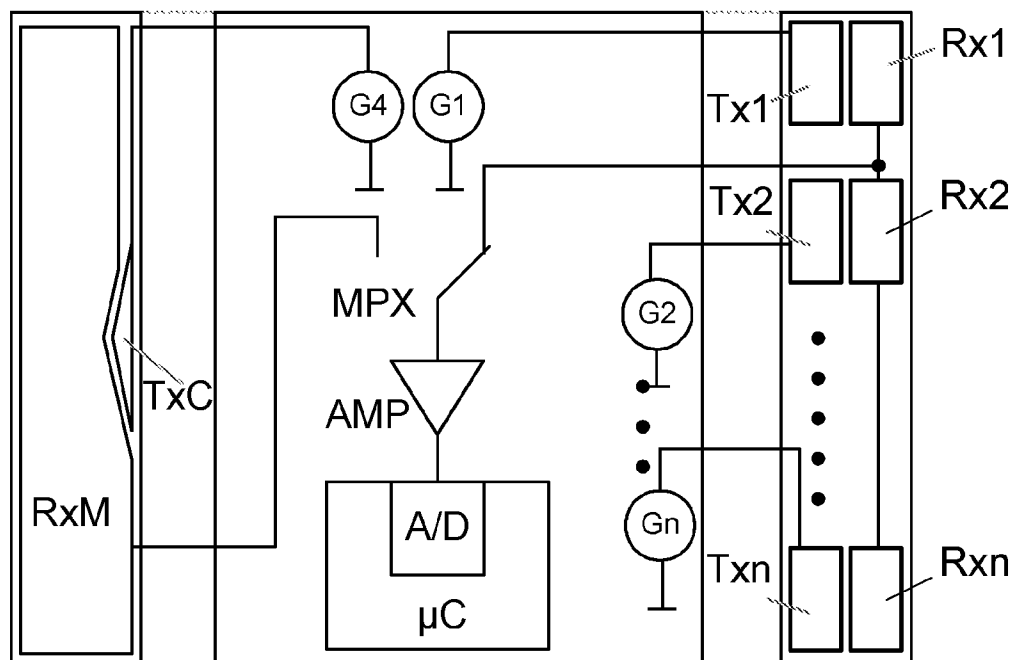 Rx1
G4
G1
Tx1
Tx2
Rx2
MPX
G2
TxC
AMP
RxM
A/D
Gn
Txn
Rxn
µC